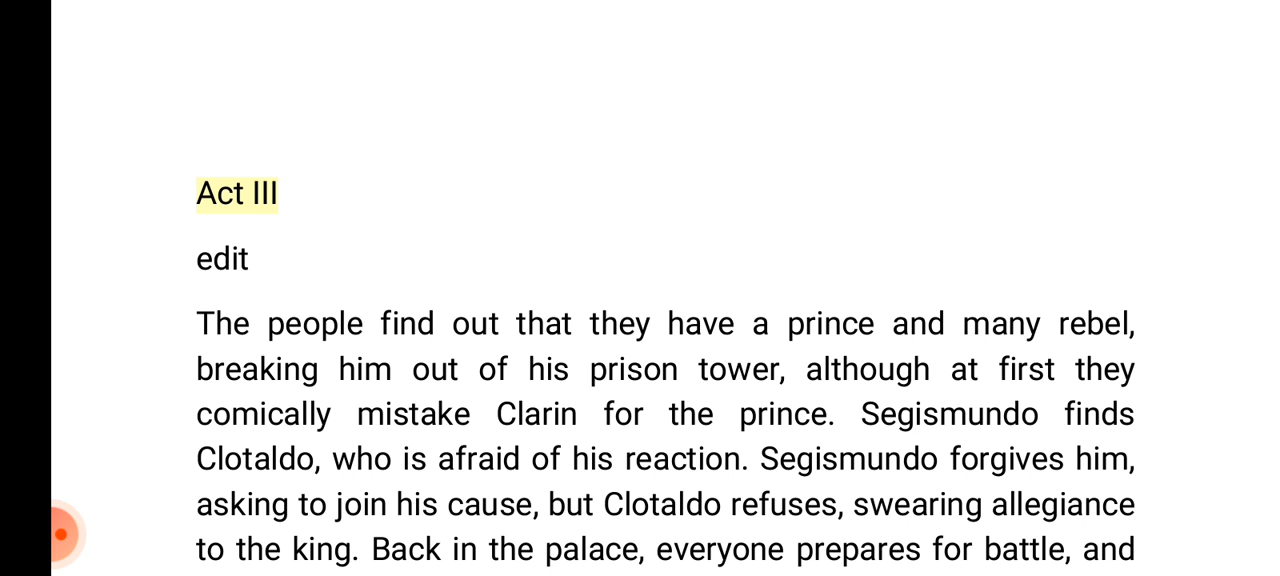 Act III
edit
The people find out that they have a prince and many rebel,
breaking him out of his prison tower, although at first they
comically mistake Clarin for the prince. Segismundo finds
Clotaldo, who is afraid of his reaction. Segismundo forgives him,
asking to join his cause, but Clotaldo refuses, swearing allegiance
to the king. Back in the palace, everyone prepares for battle, and